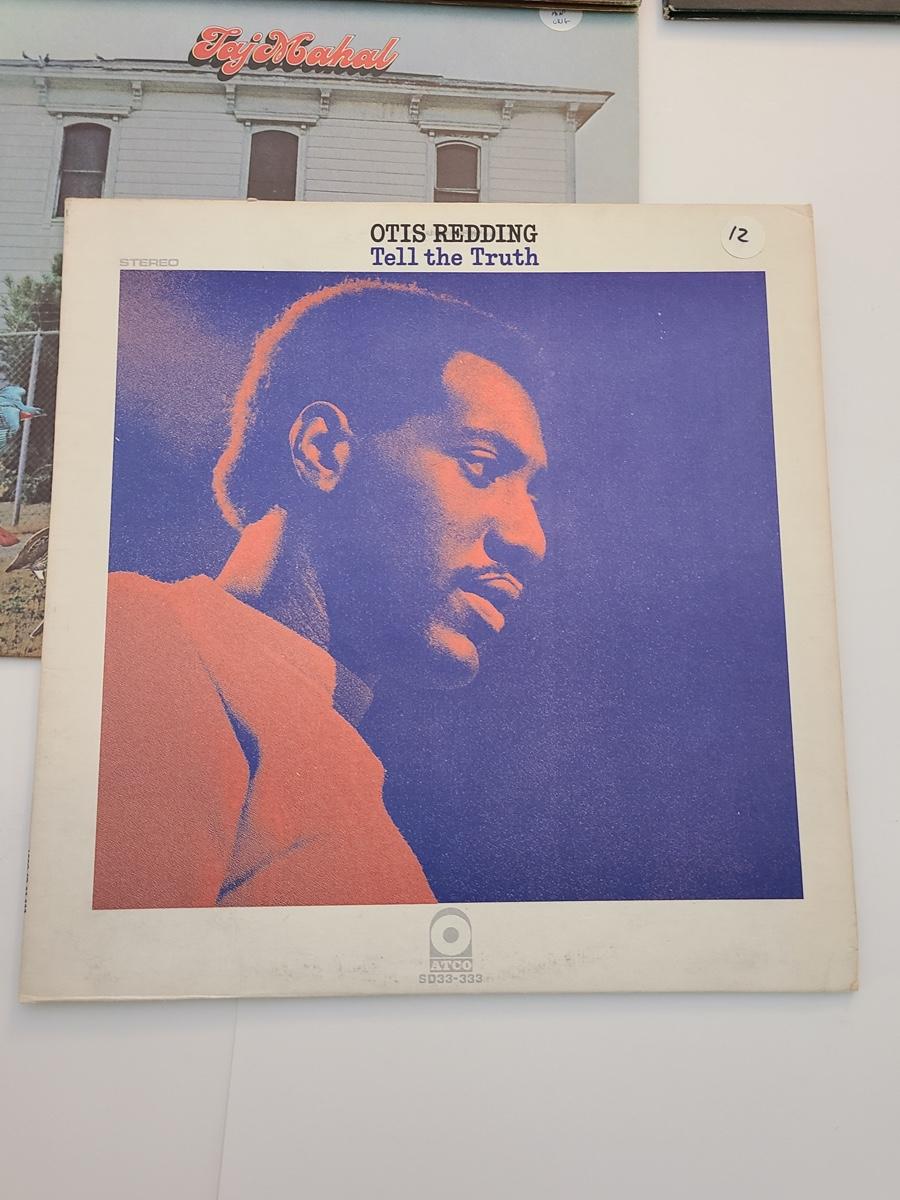 Taj Mahal
OTIS REDDING
Tell the Truth
12
STEREO
ATCO
SD33-333